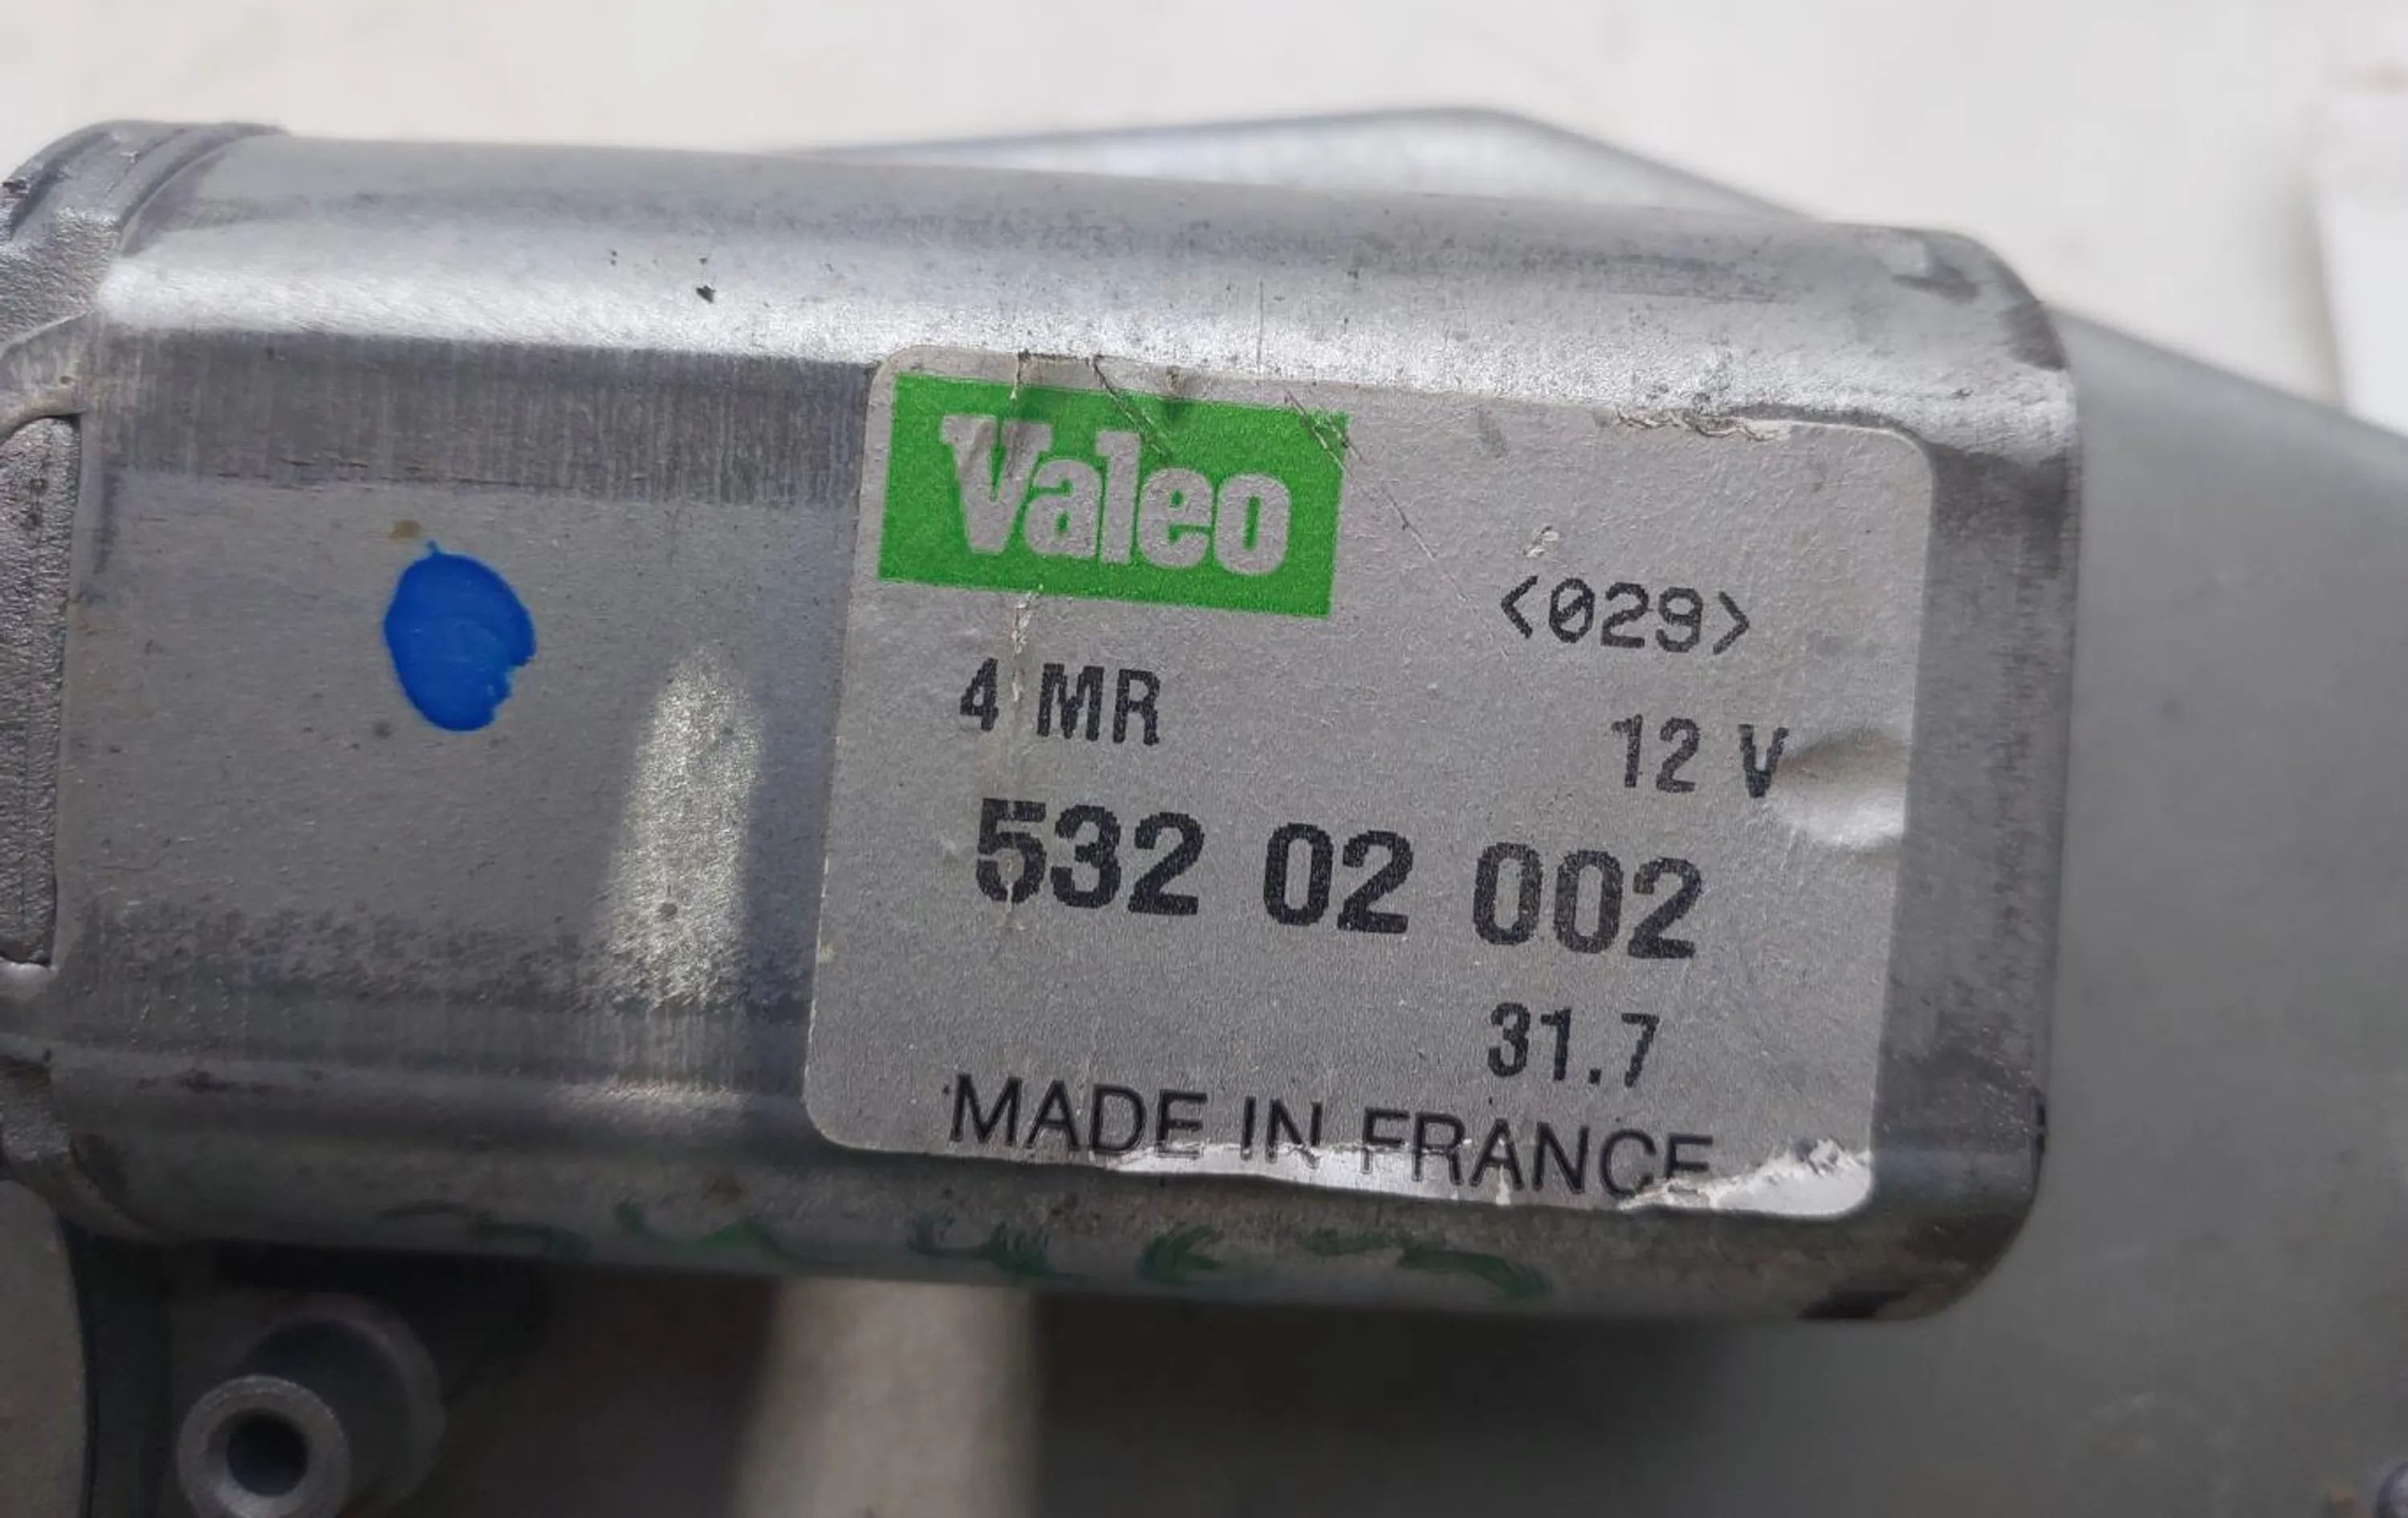 Valeo
<029>
4 MR 12 V
532 02 002
31.7
MADE IN FRANCE